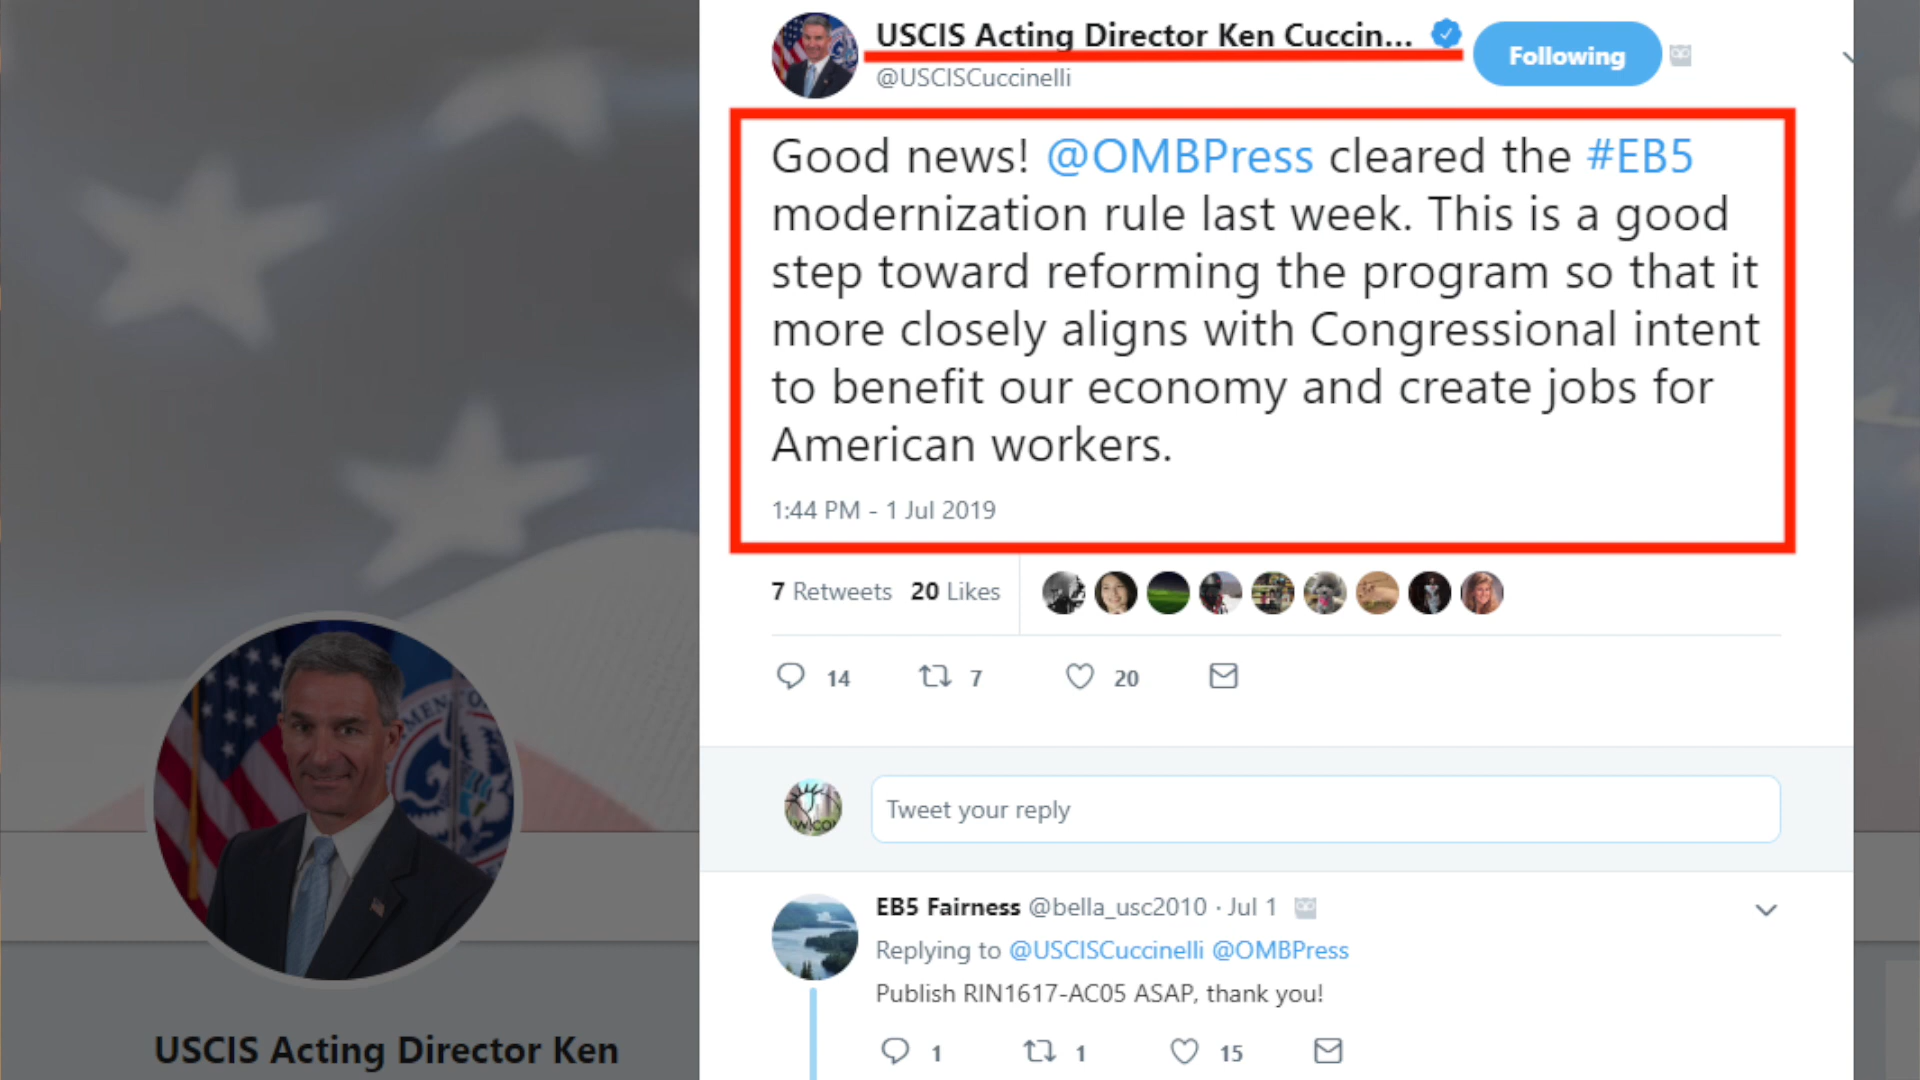 USCIS Acting Director Ken Cuccin...
@USCISCuccinelli
Following
Good news! @OMBPress cleared the #EB5
modernization rule last week. This is a good
step toward reforming the program so that it
more closely aligns with Congressional intent
to benefit our economy and create jobs for
American workers.
1:44 PM - 1 Jul 2019
7 Retweets 20 Likes
14 7 20
Tweet your reply
EB5 Fairness @bella_usc2010 · Jul 1
Replying to @USCISCuccinelli @OMBPress
Publish RIN1617-AC05 ASAP, thank you!
1 1 15
USCIS Acting Director Ken